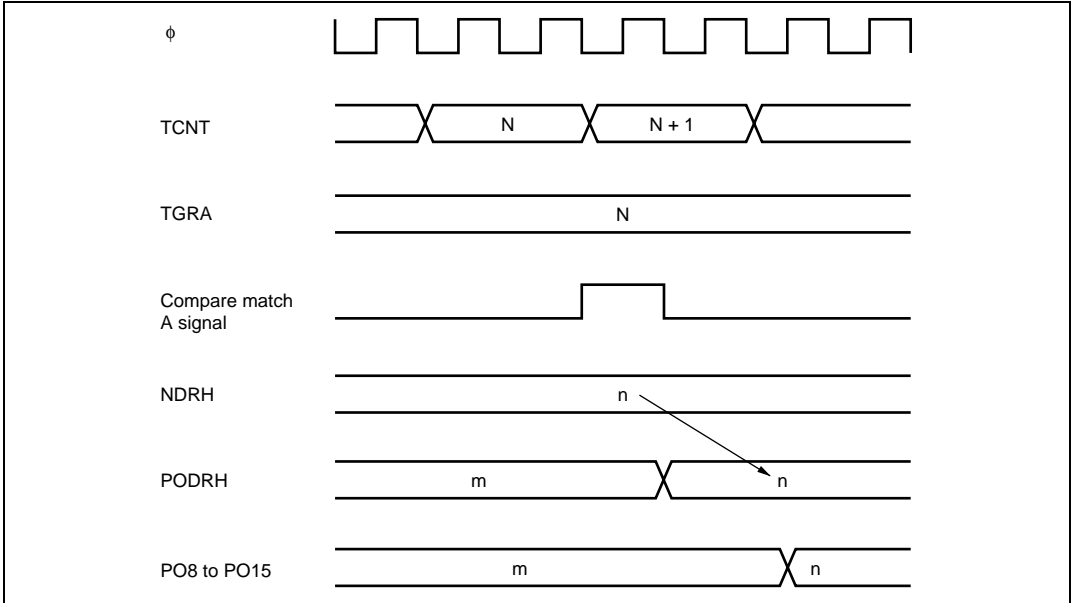 ϕ
TCNT
N
N + 1
TGRA
N
Compare match
A signal
NDRH
n
PODRH
m
n
PO8 to PO15
m
n